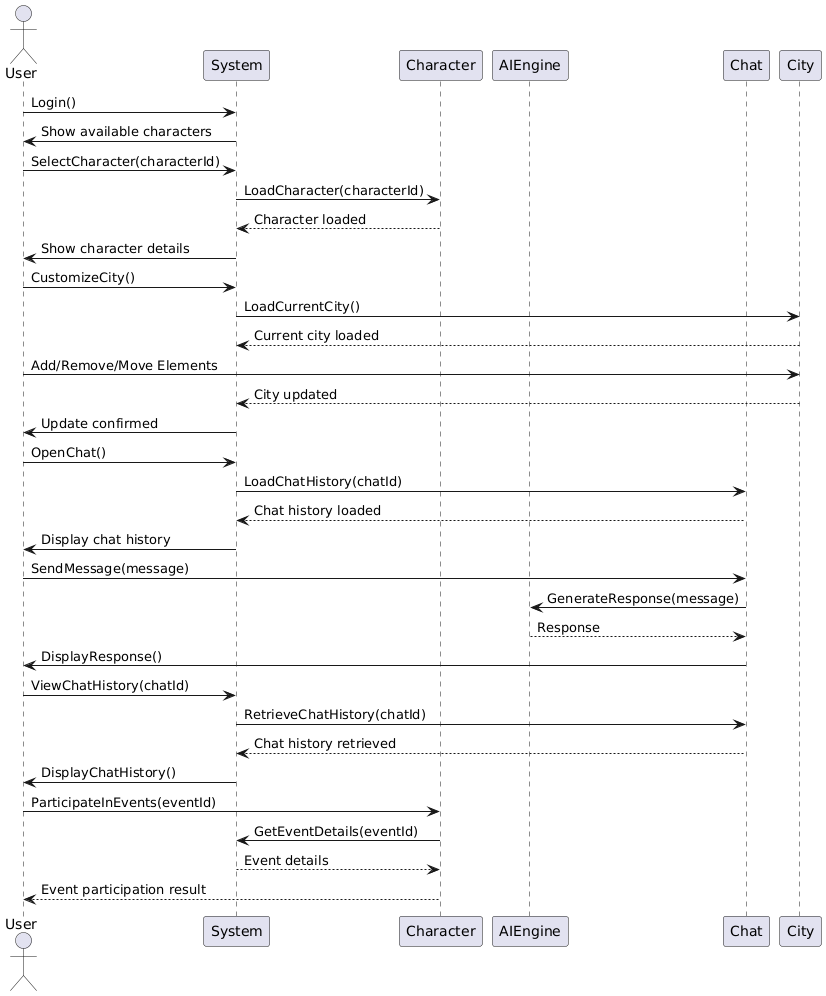 User
System
Character
AIEngine
Chat
City
Login()
Show available characters
SelectCharacter(characterId)
LoadCharacter(characterId)
Character loaded
Show character details
CustomizeCity()
LoadCurrentCity()
Current city loaded
Add/Remove/Move Elements
City updated
Update confirmed
OpenChat()
LoadChatHistory(chatId)
Chat history loaded
Display chat history
SendMessage(message)
GenerateResponse(message)
Response
DisplayResponse()
ViewChatHistory(chatId)
RetrieveChatHistory(chatId)
Chat history retrieved
DisplayChatHistory()
ParticipateInEvents(eventId)
GetEventDetails(eventId)
Event details
Event participation result
User
System
Character
AIEngine
Chat
City